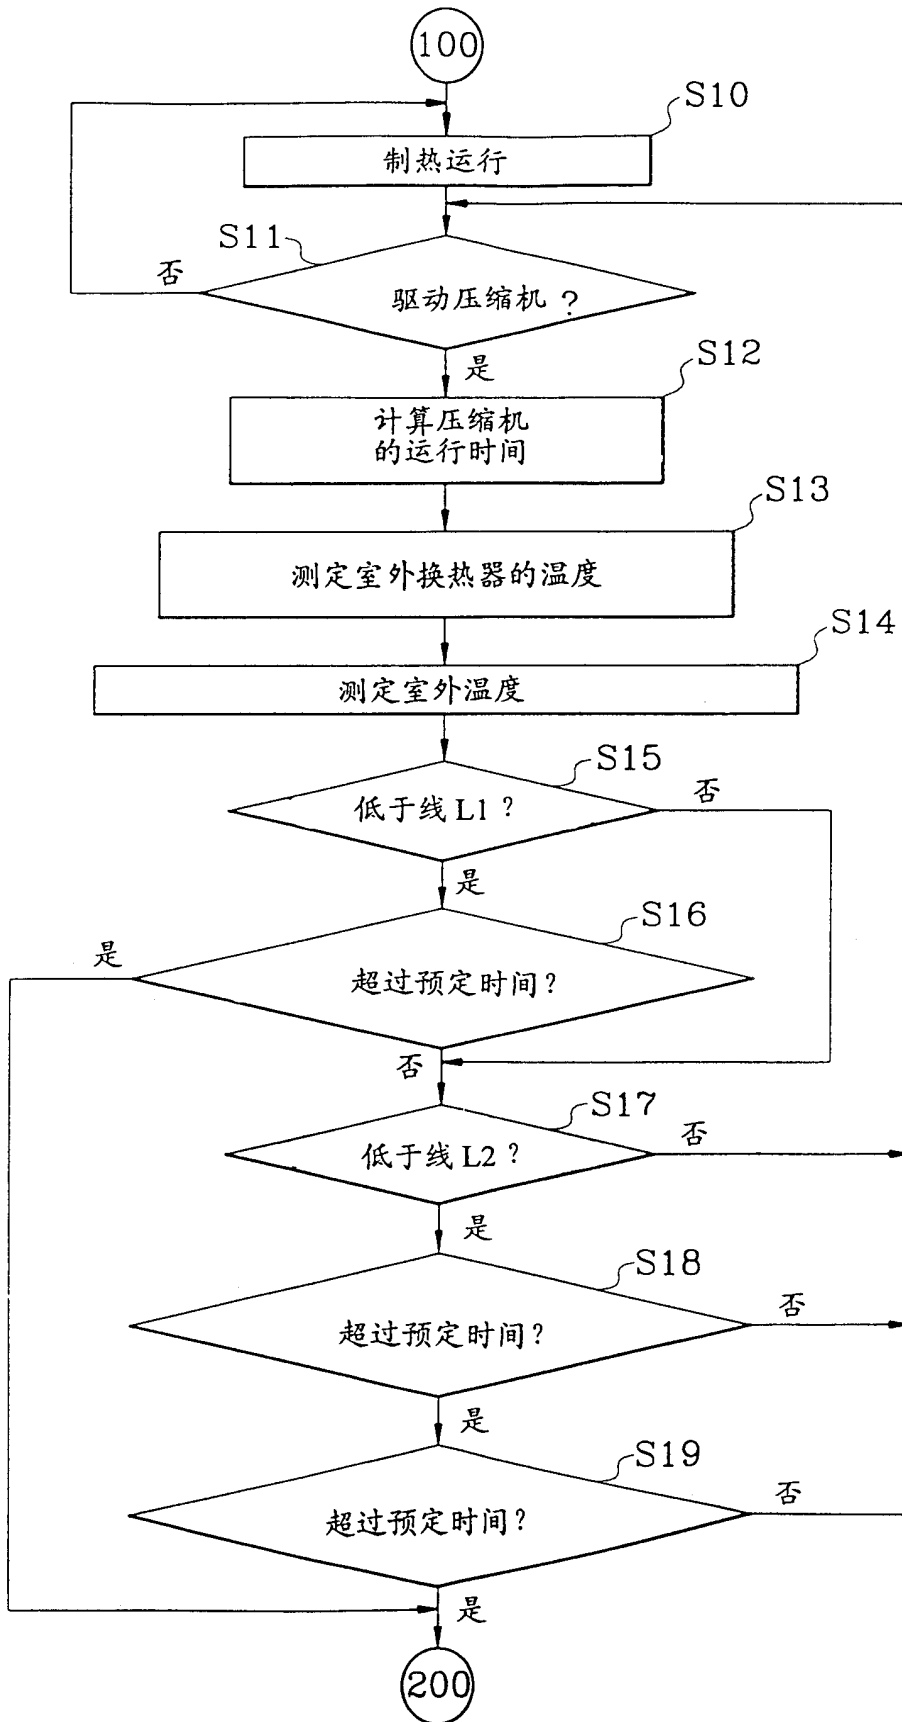 100
S10
制热运行
S11
否
驱动压缩机?
是
S12
计算压缩机
的运行时间
S13
测定室外换热器的温度
S14
测定室外温度
S15
低于线 L1?
否
是
S16
是
超过预定时间?
否
S17
低于线 L2?
否
是
S18
超过预定时间?
否
是
S19
超过预定时间?
否
是
200